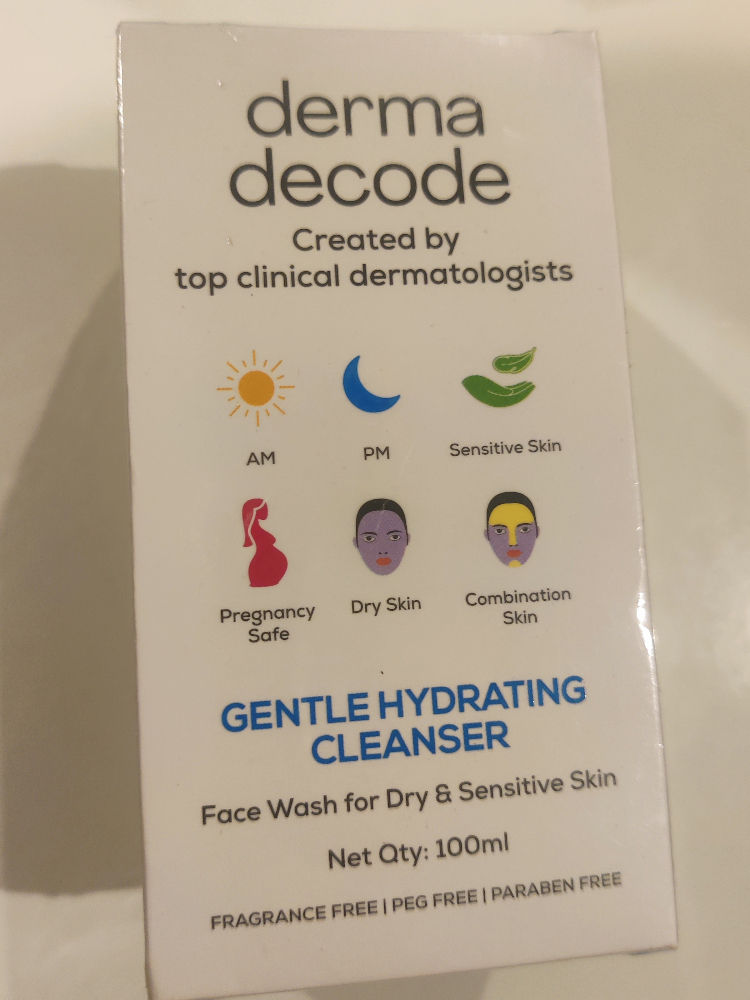 derma
decode
Created by
top clinical dermatologists
AM
PM
Sensitive Skin
Pregnancy
Safe
Dry Skin
Combination
Skin
GENTLE HYDRATING
CLEANSER
Face Wash for Dry & Sensitive Skin
Net Qty: 100ml
FRAGRANCE FREE | PEG FREE | PARABEN FREE